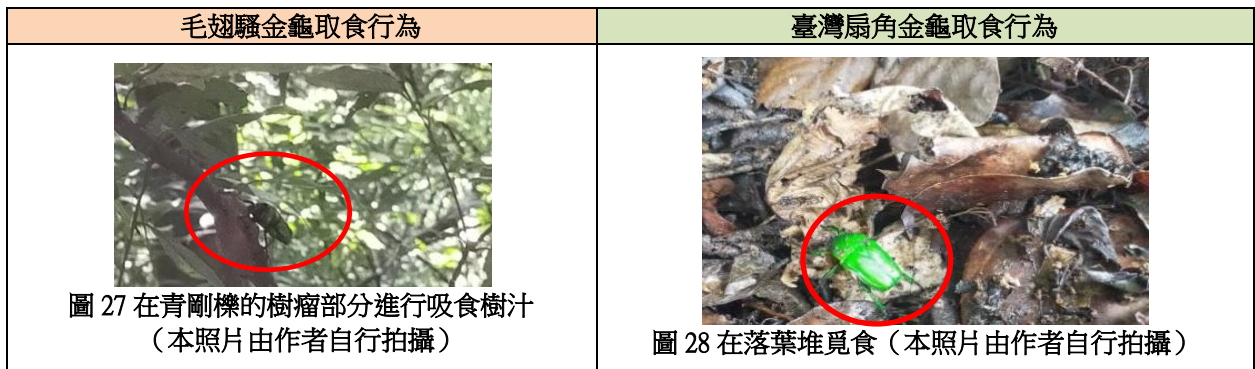 毛翅騷金龜取食行為
臺灣扇角金龜取食行為
圖 27 在青剛櫟的樹瘤部分進行吸食樹汁
（本照片由作者自行拍攝）
圖 28 在落葉堆覓食（本照片由作者自行拍攝）